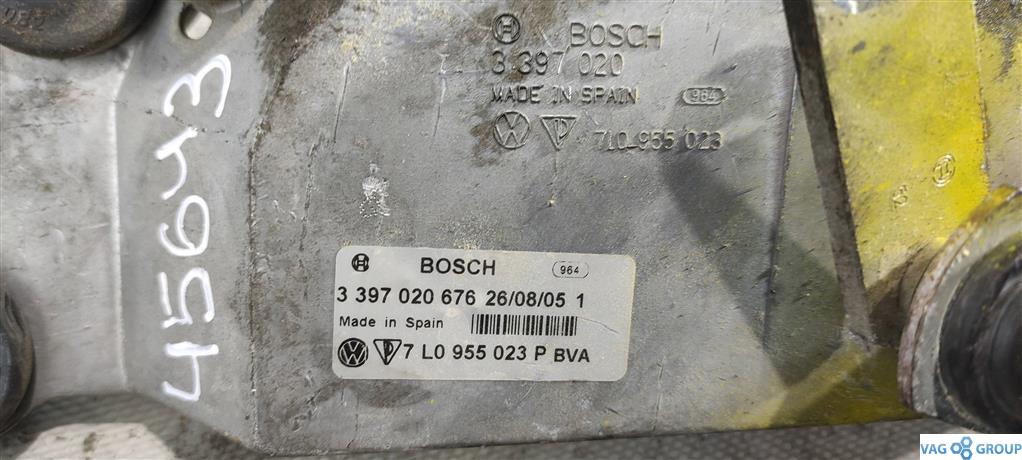 BOSCH
3 397 020
MADE IN SPAIN 964
7L0 955 023
11
45643
BOSCH 964
3 397 020 676 26/08/05 1
Made in Spain
7 L0 955 023 P BVA
VAG GROUP